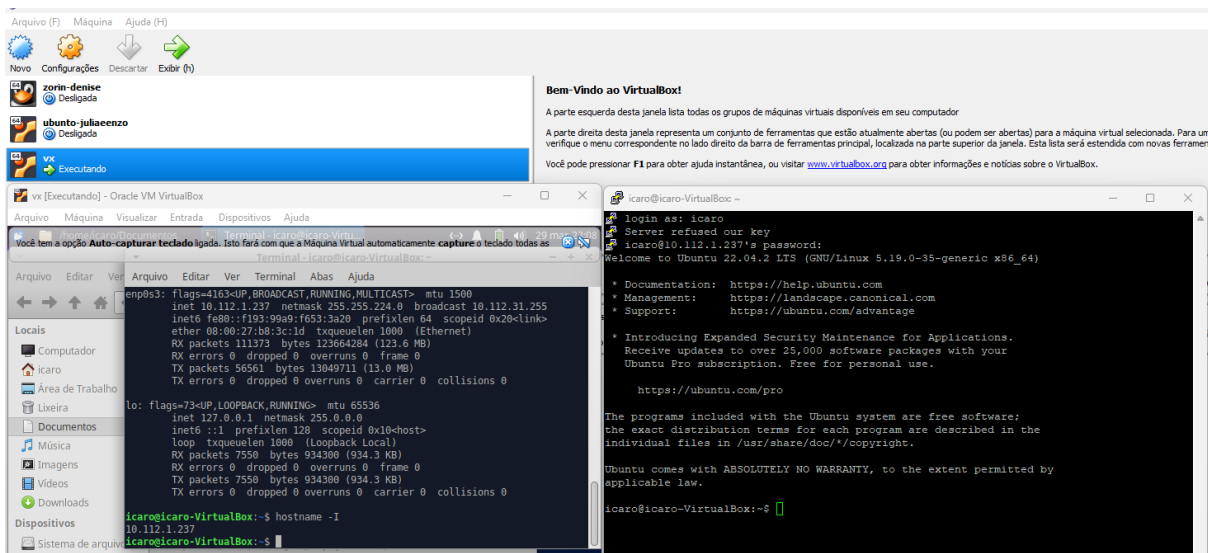 Arquivo (F) Máquina Ajuda (H)
Novo Configurações Descartar Exibir (h)
64
zorin-denise
Desligada
64
ubunto-juliaeenzo
Desligada
64
vx
Executando
Bem-Vindo ao VirtualBox!
A parte esquerda desta janela lista todas os grupos de máquinas virtuais disponíveis em seu computador
A parte direita desta janela representa um conjunto de ferramentas que estão atualmente abertas (ou podem ser abertas) para a máquina virtual selecionada. Para um
verifique o menu correspondente no lado direito da barra de ferramentas principal, localizada na parte superior da janela. Esta lista será estendida com novas ferramen
Você pode pressionar F1 para obter ajuda instantânea, ou visitar www.virtualbox.org para obter informações e notícias sobre o VirtualBox.
vx [Executando] - Oracle VM VirtualBox
Arquivo Máquina Visualizar Entrada Dispositivos Ajuda
/home/icaro/Documentos Terminal - icaro@icaro-Virtu... 29 mar 22:08
Você tem a opção Auto-capturar teclado ligada. Isto fará com que a Máquina Virtual automaticamente capture o teclado todas as
Terminal - icaro@icaro-VirtualBox: ~
Arquivo Editar Ver
Arquivo Editar Ver Terminal Abas Ajuda
Locais
Computador
icaro
Área de Trabalho
Lixeira
Documentos
Música
Imagens
Vídeos
Downloads
Dispositivos
Sistema de arquivo
enp0s3: flags=4163<UP,BROADCAST,RUNNING,MULTICAST> mtu 1500
inet 10.112.1.237 netmask 255.255.224.0 broadcast 10.112.31.255
inet6 fe80::f193:99a9:f653:3a20 prefixlen 64 scopeid 0x20<link>
ether 08:00:27:b8:3c:1d txqueuelen 1000 (Ethernet)
RX packets 111373 bytes 123664284 (123.6 MB)
RX errors 0 dropped 0 overruns 0 frame 0
TX packets 56561 bytes 13049711 (13.0 MB)
TX errors 0 dropped 0 overruns 0 carrier 0 collisions 0
lo: flags=73<UP,LOOPBACK,RUNNING> mtu 65536
inet 127.0.0.1 netmask 255.0.0.0
inet6 ::1 prefixlen 128 scopeid 0x10<host>
loop txqueuelen 1000 (Loopback Local)
RX packets 7550 bytes 934300 (934.3 KB)
RX errors 0 dropped 0 overruns 0 frame 0
TX packets 7550 bytes 934300 (934.3 KB)
TX errors 0 dropped 0 overruns 0 carrier 0 collisions 0
icaro@icaro-VirtualBox:~$ hostname -I
10.112.1.237
icaro@icaro-VirtualBox:~$
icaro@icaro-VirtualBox: ~
login as: icaro
Server refused our key
icaro@10.112.1.237's password:
Welcome to Ubuntu 22.04.2 LTS (GNU/Linux 5.19.0-35-generic x86_64)
* Documentation: https://help.ubuntu.com
* Management: https://landscape.canonical.com
* Support: https://ubuntu.com/advantage
* Introducing Expanded Security Maintenance for Applications.
Receive updates to over 25,000 software packages with your
Ubuntu Pro subscription. Free for personal use.
https://ubuntu.com/pro
The programs included with the Ubuntu system are free software;
the exact distribution terms for each program are described in the
individual files in /usr/share/doc/*/copyright.
Ubuntu comes with ABSOLUTELY NO WARRANTY, to the extent permitted by
applicable law.
icaro@icaro-VirtualBox:~$